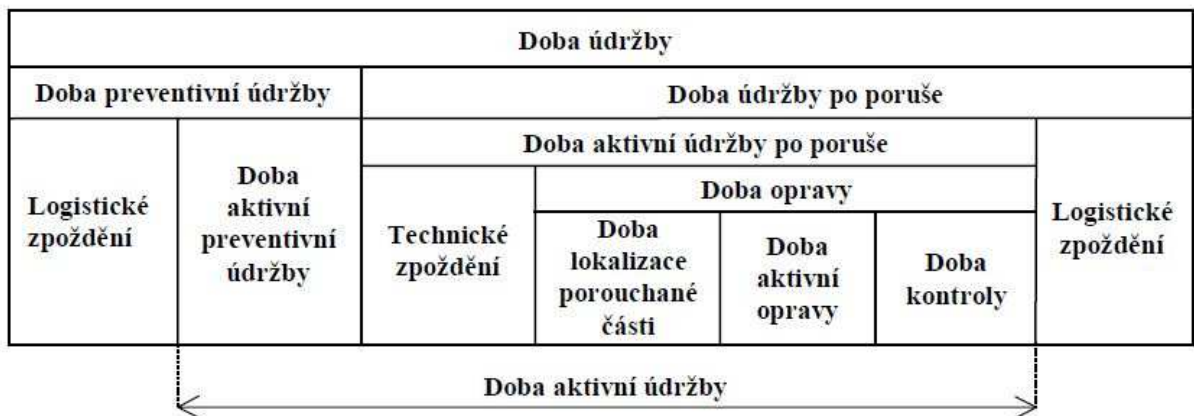 Doba údržby
Doba preventivní údržby
Doba údržby po poruše
Logistické
zpoždění
Doba
aktivní
preventivní
údržby
Doba aktivní údržby po poruše
Technické
zpoždění
Doba opravy
Doba
lokalizace
porouchané
části
Doba
aktivní
opravy
Doba
kontroly
Logistické
zpoždění
Doba aktivní údržby